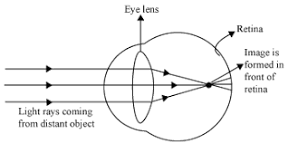 Eye lens
Retina
Image is
formed in
front of
retina
Light rays coming
from distant object